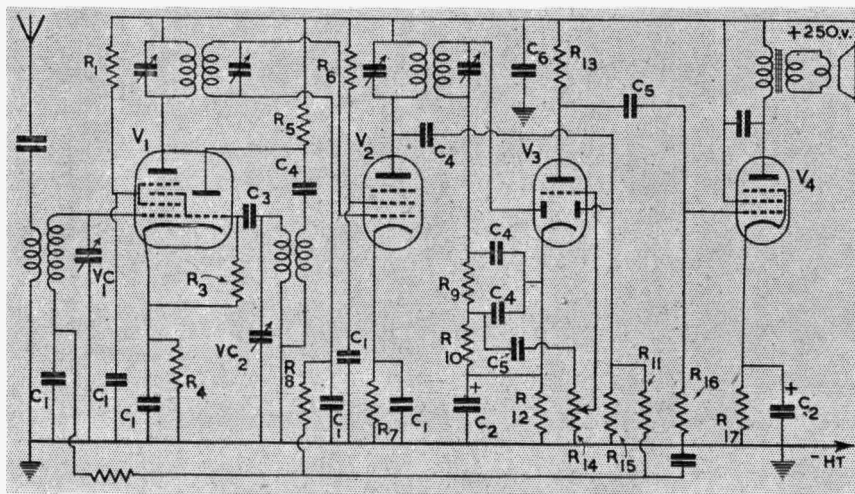 +250.v.
R1
R6
C6
R13
C5
R5
V1
V2
C4
V3
V4
C4
C3
VC1
R3
C4
R9
C4
VC2
R10
C5
R4
R8
C1
R11
R16
C1
C1
C1
C1
R7
C1
C2
+
R12
R14
R15
R17
+
C2
-HT